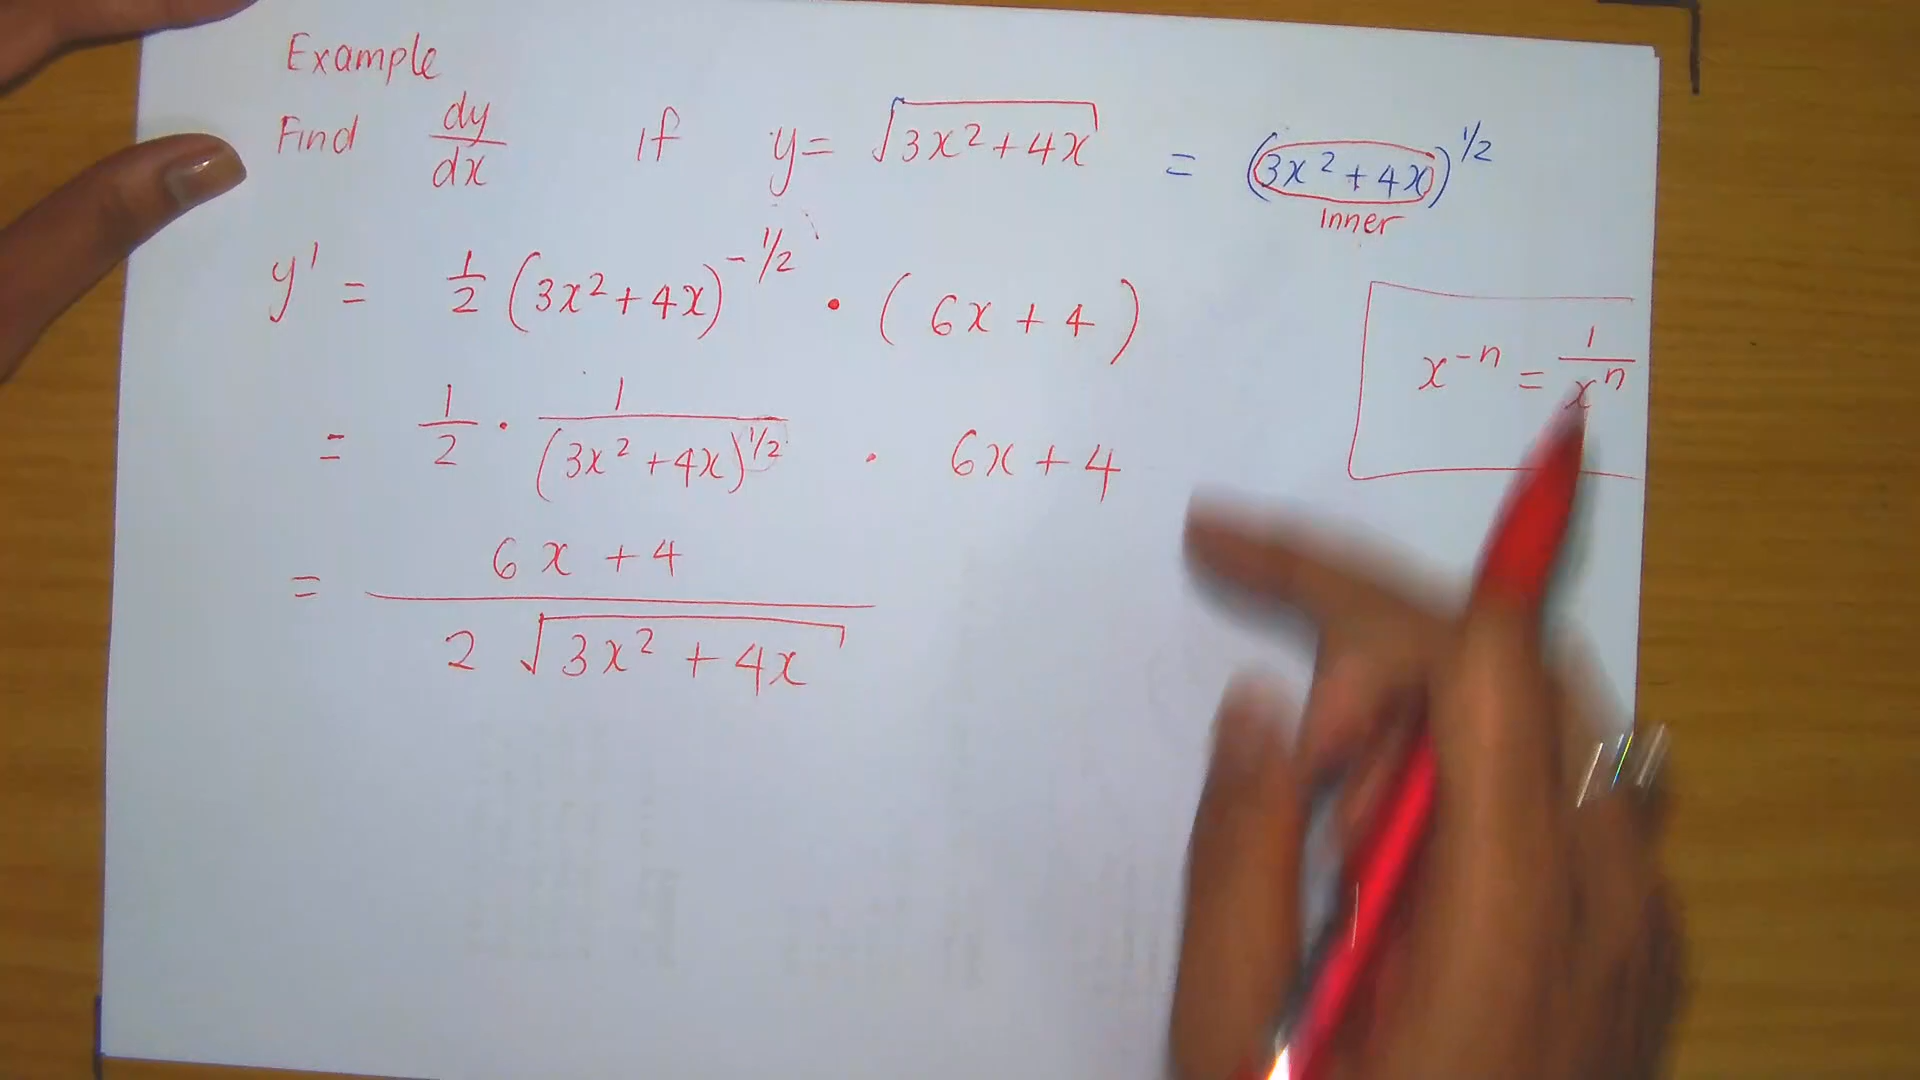 Example
Find dy/dx if y = √(3x² + 4x) = (3x² + 4x)^1/2
inner
y' = 1/2 (3x² + 4x)^-1/2 · (6x + 4)
x^-n = 1/x^n
= 1/2 · 1/(3x² + 4x)^1/2 · 6x + 4
= 6x + 4 / 2 √(3x² + 4x)